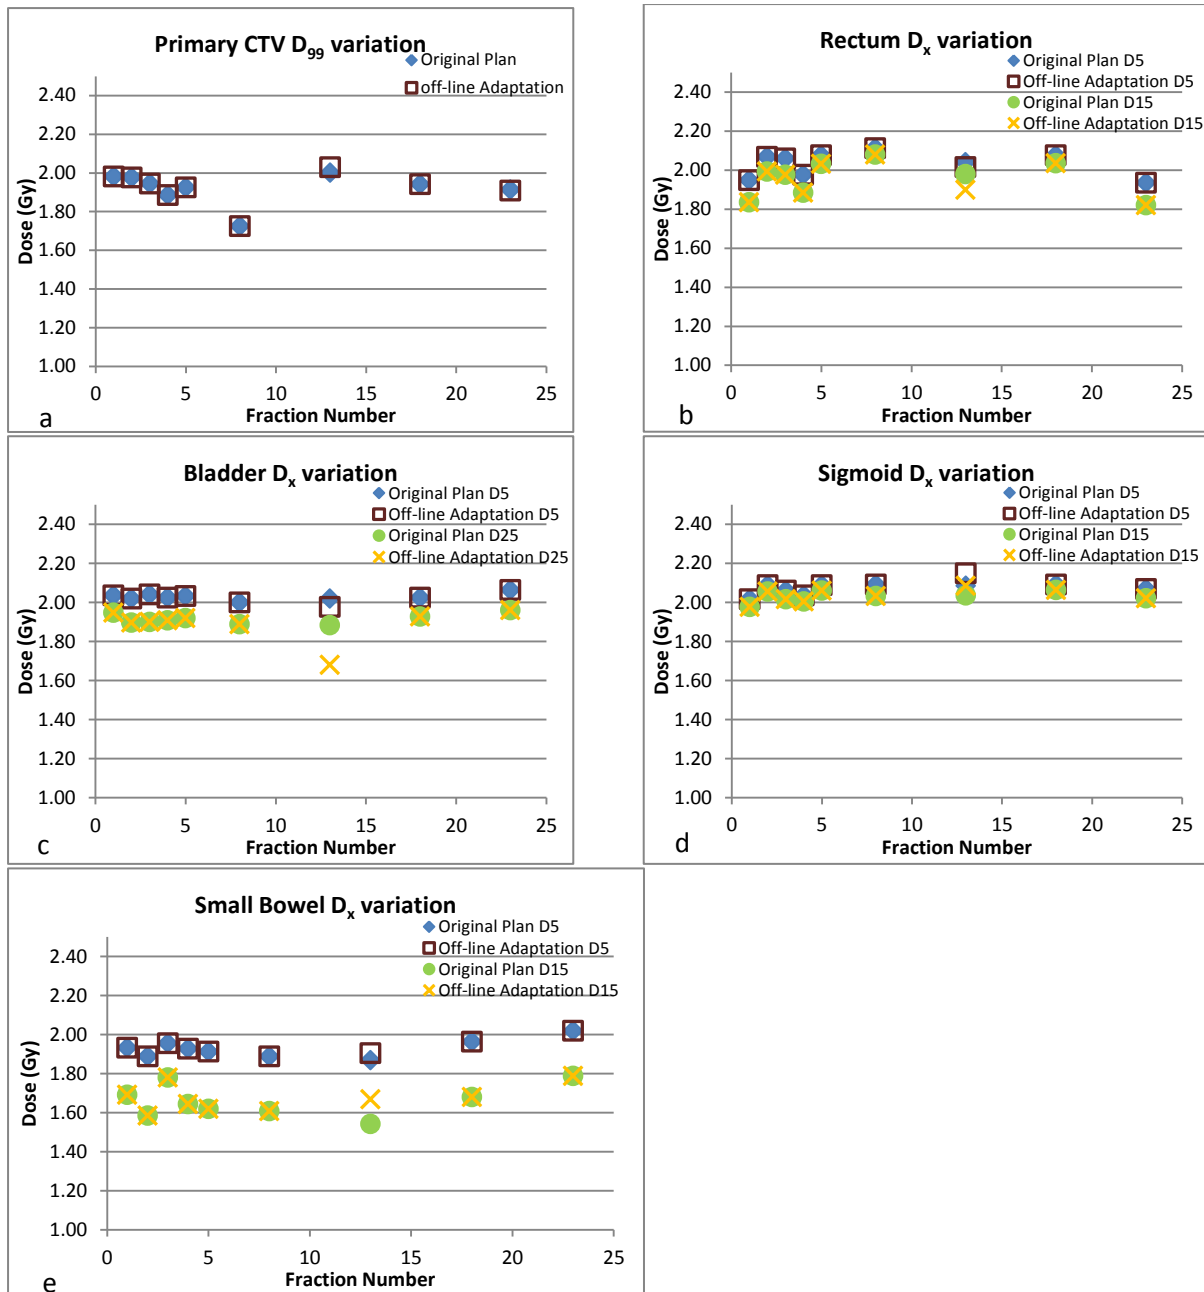 Primary CTV D99 variation
Original Plan
off-line Adaptation
2.40
2.20
2.00
1.80
1.60
1.40
1.20
1.00
Dose (Gy)
0 5 10 15 20 25
Fraction Number
a
Rectum Dx variation
Original Plan D5
Off-line Adaptation D5
Original Plan D15
Off-line Adaptation D15
2.40
2.20
2.00
1.80
1.60
1.40
1.20
1.00
Dose (Gy)
0 5 10 15 20 25
Fraction Number
b
Bladder Dx variation
Original Plan D5
Off-line Adaptation D5
Original Plan D25
Off-line Adaptation D25
2.40
2.20
2.00
1.80
1.60
1.40
1.20
1.00
Dose (Gy)
0 5 10 15 20 25
Fraction Number
c
Sigmoid Dx variation
Original Plan D5
Off-line Adaptation D5
Original Plan D15
Off-line Adaptation D15
2.40
2.20
2.00
1.80
1.60
1.40
1.20
1.00
Dose (Gy)
0 5 10 15 20 25
Fraction Number
d
Small Bowel Dx variation
Original Plan D5
Off-line Adaptation D5
Original Plan D15
Off-line Adaptation D15
2.40
2.20
2.00
1.80
1.60
1.40
1.20
1.00
Dose (Gy)
0 5 10 15 20 25
Fraction Number
e